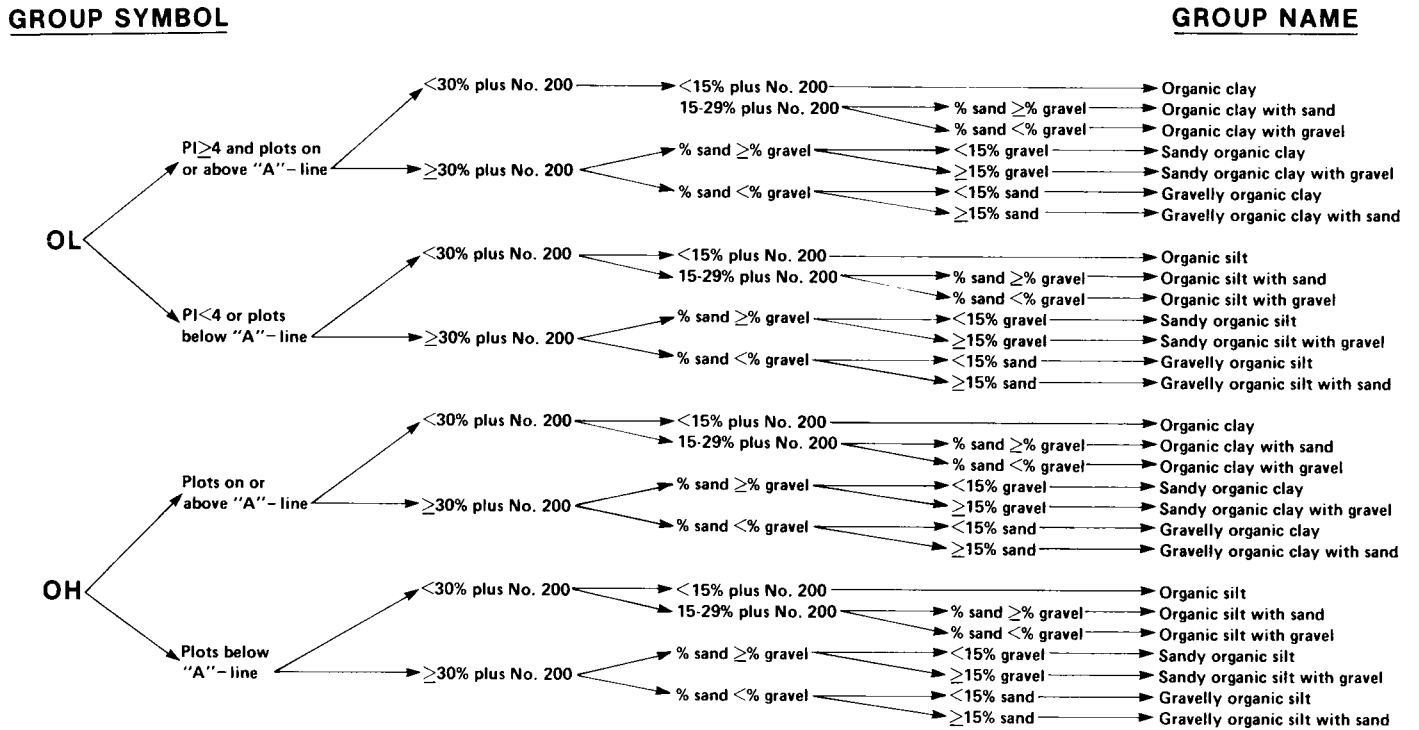 GROUP SYMBOL
GROUP NAME
<30% plus No. 200
<15% plus No. 200
Organic clay
15-29% plus No. 200
% sand ≥% gravel
Organic clay with sand
% sand <% gravel
Organic clay with gravel
PI≥4 and plots on
or above "A"-line
≥30% plus No. 200
% sand ≥% gravel
<15% gravel
Sandy organic clay
≥15% gravel
Sandy organic clay with gravel
% sand <% gravel
<15% sand
Gravelly organic clay
≥15% sand
Gravelly organic clay with sand
OL
<30% plus No. 200
<15% plus No. 200
Organic silt
15-29% plus No. 200
% sand ≥% gravel
Organic silt with sand
% sand <% gravel
Organic silt with gravel
PI<4 or plots
below "A"-line
≥30% plus No. 200
% sand ≥% gravel
<15% gravel
Sandy organic silt
≥15% gravel
Sandy organic silt with gravel
% sand <% gravel
<15% sand
Gravelly organic silt
≥15% sand
Gravelly organic silt with sand
<30% plus No. 200
<15% plus No. 200
Organic clay
15-29% plus No. 200
% sand ≥% gravel
Organic clay with sand
% sand <% gravel
Organic clay with gravel
Plots on or
above "A"-line
≥30% plus No. 200
% sand ≥% gravel
<15% gravel
Sandy organic clay
≥15% gravel
Sandy organic clay with gravel
% sand <% gravel
<15% sand
Gravelly organic clay
≥15% sand
Gravelly organic clay with sand
OH
<30% plus No. 200
<15% plus No. 200
Organic silt
15-29% plus No. 200
% sand ≥% gravel
Organic silt with sand
% sand <% gravel
Organic silt with gravel
Plots below
"A"-line
≥30% plus No. 200
% sand ≥% gravel
<15% gravel
Sandy organic silt
≥15% gravel
Sandy organic silt with gravel
% sand <% gravel
<15% sand
Gravelly organic silt
≥15% sand
Gravelly organic silt with sand